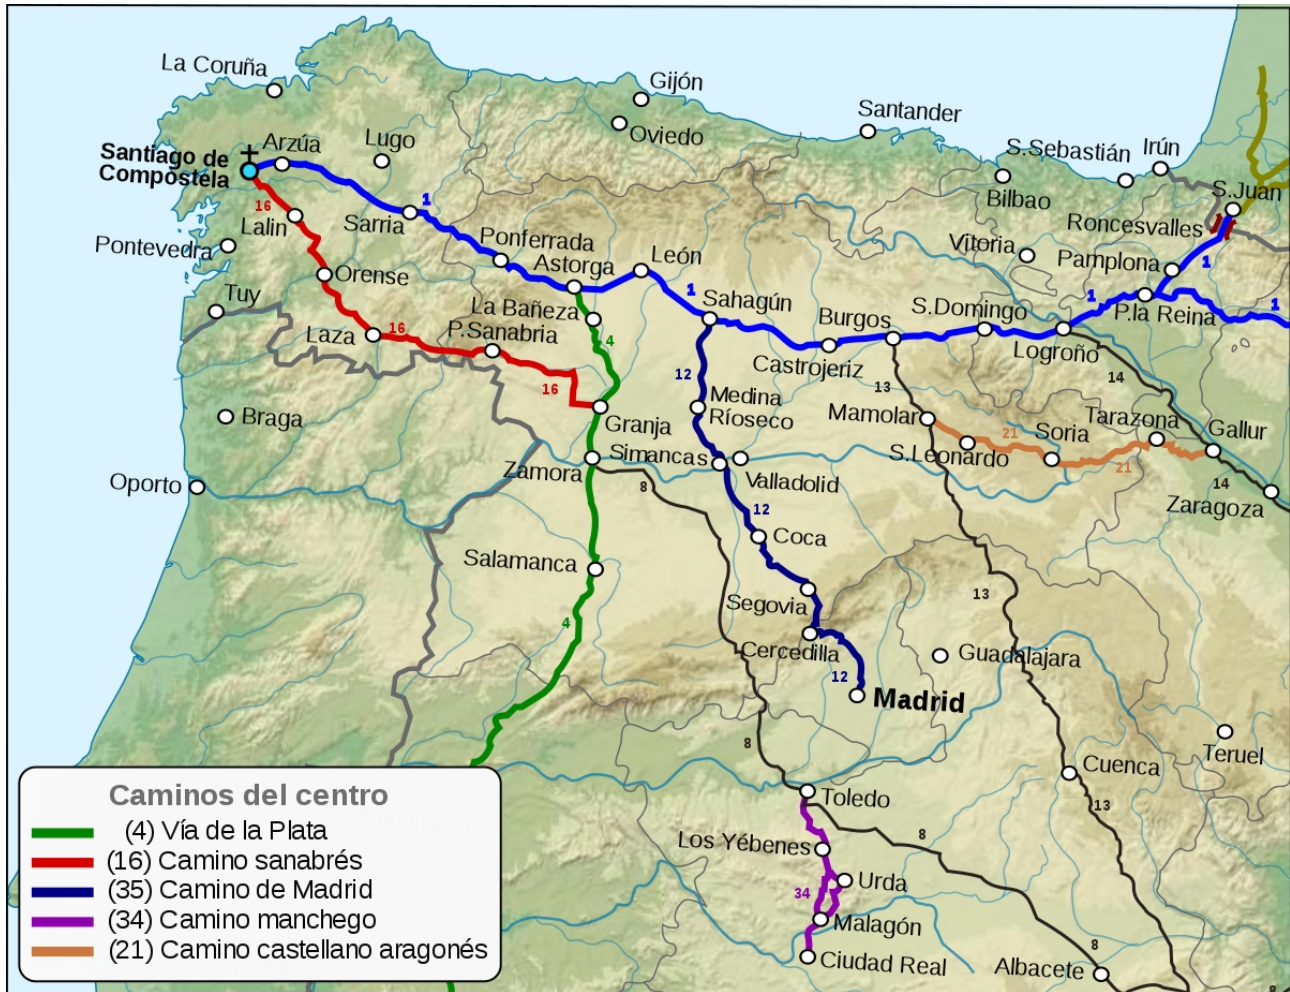 La Coruña
Gijón
Santander
Oviedo
Arzúa
Lugo
Santiago de
Compostela
S.Sebastián
Irún
Bilbao
S.Juan
16
1
Lalin
Sarria
Roncesvalles
Pontevedra
Ponferrada
León
Vitoria
Pamplona
1
Orense
Astorga
Tuy
La Bañeza
1
Sahagún
Burgos
S.Domingo
1
P.la Reina
1
Laza
16
P.Sanabria
4
Castrojeriz
Logroño
16
12
13
14
Braga
Granja
Medina
Ríoseco
Mamolar
21
Soria
Tarazona
Gallur
S.Leonardo
21
Zamora
Simancas
Valladolid
8
14
Oporto
Zaragoza
12
Coca
Salamanca
Segovia
13
4
Cercedilla
Guadalajara
12
Madrid
8
Teruel
Cuenca
Toledo
13
8
Los Yébenes
34
Urda
Malagón
8
Ciudad Real
Albacete
8
Caminos del centro
(4) Vía de la Plata
(16) Camino sanabrés
(35) Camino de Madrid
(34) Camino manchego
(21) Camino castellano aragonés